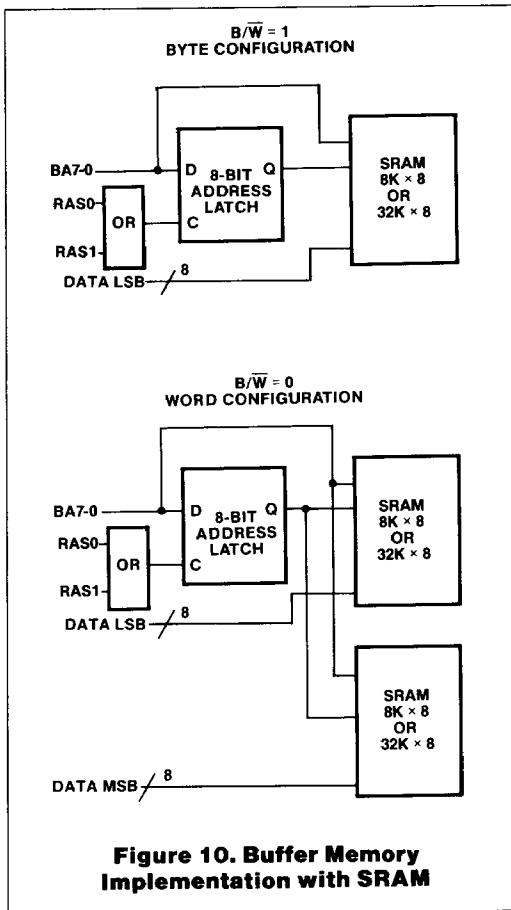 B/W̅ = 1
BYTE CONFIGURATION
BA7-0
RAS0
RAS1
OR
D
Q
C
8-BIT
ADDRESS
LATCH
SRAM
8K × 8
OR
32K × 8
DATA LSB
8
B/W̅ = 0
WORD CONFIGURATION
BA7-0
RAS0
RAS1
OR
D
Q
C
8-BIT
ADDRESS
LATCH
SRAM
8K × 8
OR
32K × 8
DATA LSB
8
SRAM
8K × 8
OR
32K × 8
DATA MSB
8
Figure 10. Buffer Memory
Implementation with SRAM